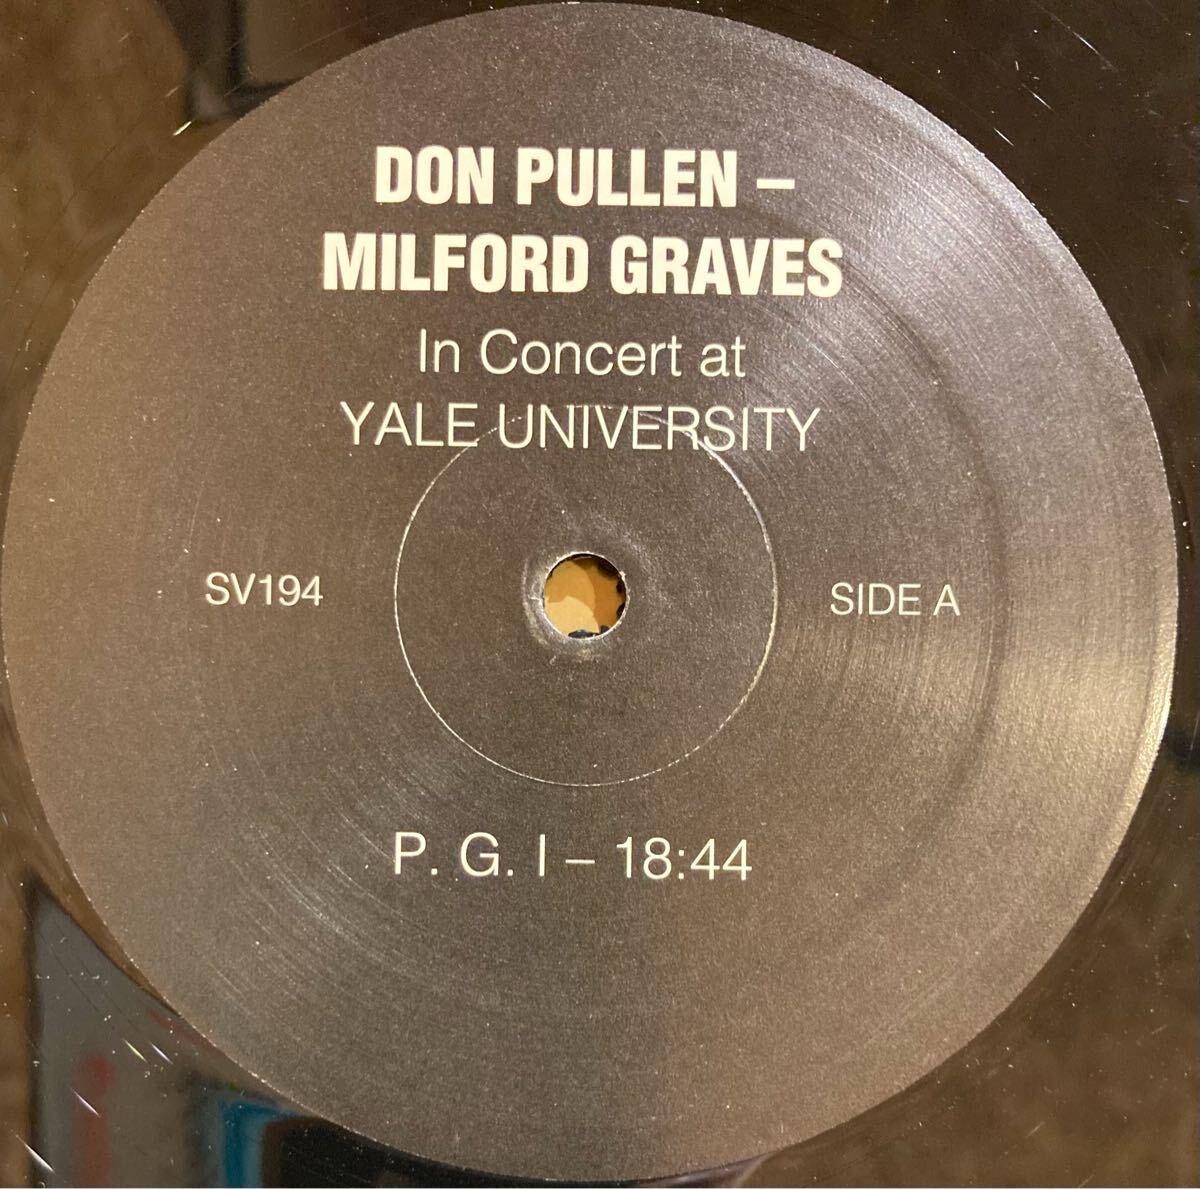 DON PULLEN –
MILFORD GRAVES
In Concert at
YALE UNIVERSITY
SV194
SIDE A
P. G. I – 18:44